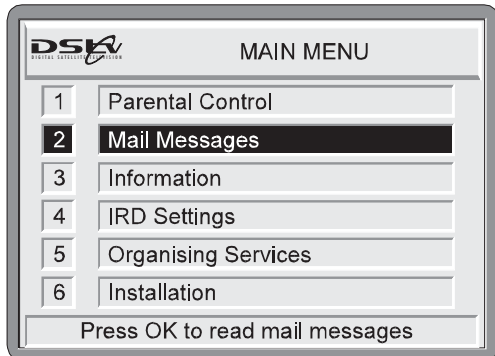 DStv
DIGITAL SATELLITE TELEVISION
MAIN MENU
1 Parental Control
2 Mail Messages
3 Information
4 IRD Settings
5 Organising Services
6 Installation
Press OK to read mail messages